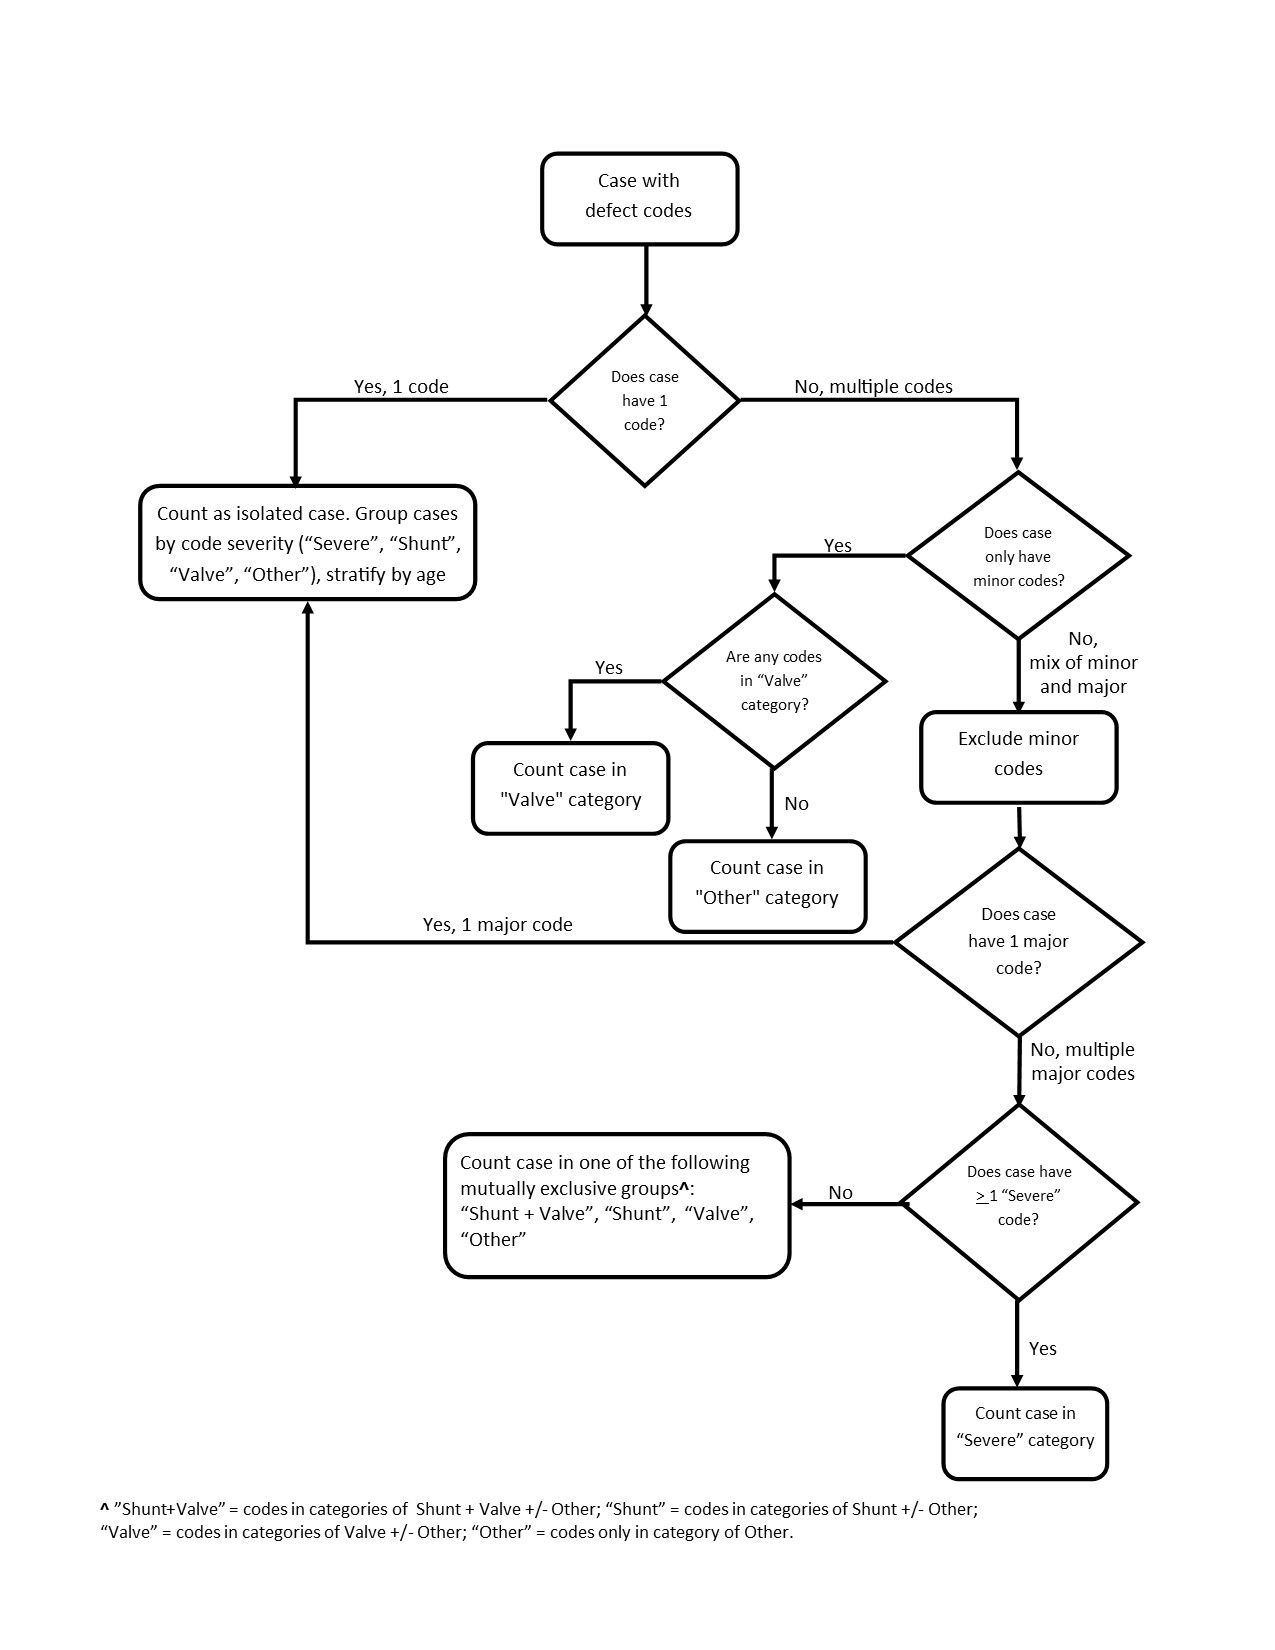 Case with
defect codes
Does case
have 1
code?
Yes, 1 code
No, multiple codes
Count as isolated case. Group cases
by code severity (“Severe”, “Shunt”,
“Valve”, “Other”), stratify by age
Does case
only have
minor codes?
Yes
No,
mix of minor
and major
Are any codes
in “Valve”
category?
Yes
Count case in
"Valve" category
No
Count case in
"Other" category
Exclude minor
codes
Does case
have 1 major
code?
Yes, 1 major code
No, multiple
major codes
Does case have
≥ 1 “Severe”
code?
No
Count case in one of the following
mutually exclusive groups^:
“Shunt + Valve”, “Shunt”, “Valve”,
“Other”
Yes
Count case in
“Severe” category
^ ”Shunt+Valve” = codes in categories of Shunt + Valve +/- Other; “Shunt” = codes in categories of Shunt +/- Other;
“Valve” = codes in categories of Valve +/- Other; “Other” = codes only in category of Other.